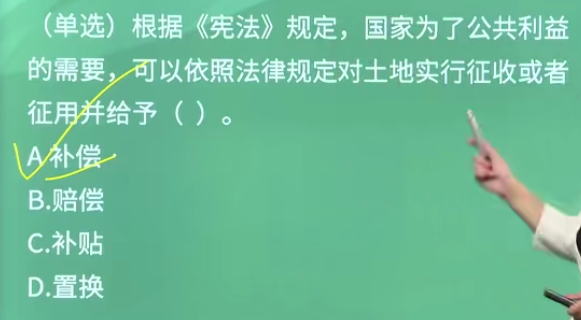 （单选）根据《宪法》规定，国家为了公共利益
的需要，可以依照法律规定对土地实行征收或者
征用并给予（ ）。
A补偿
B.赔偿
C.补贴
D.置换